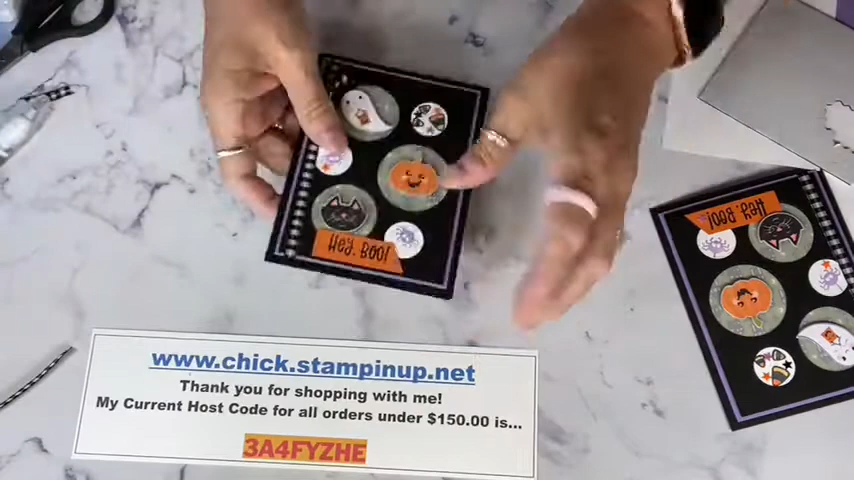 Hey, BOO!
Hey, BOO!
www.chick.stampinup.net
Thank you for shopping with me!
My Current Host Code for all orders under $150.00 is...
3A4FYZHE